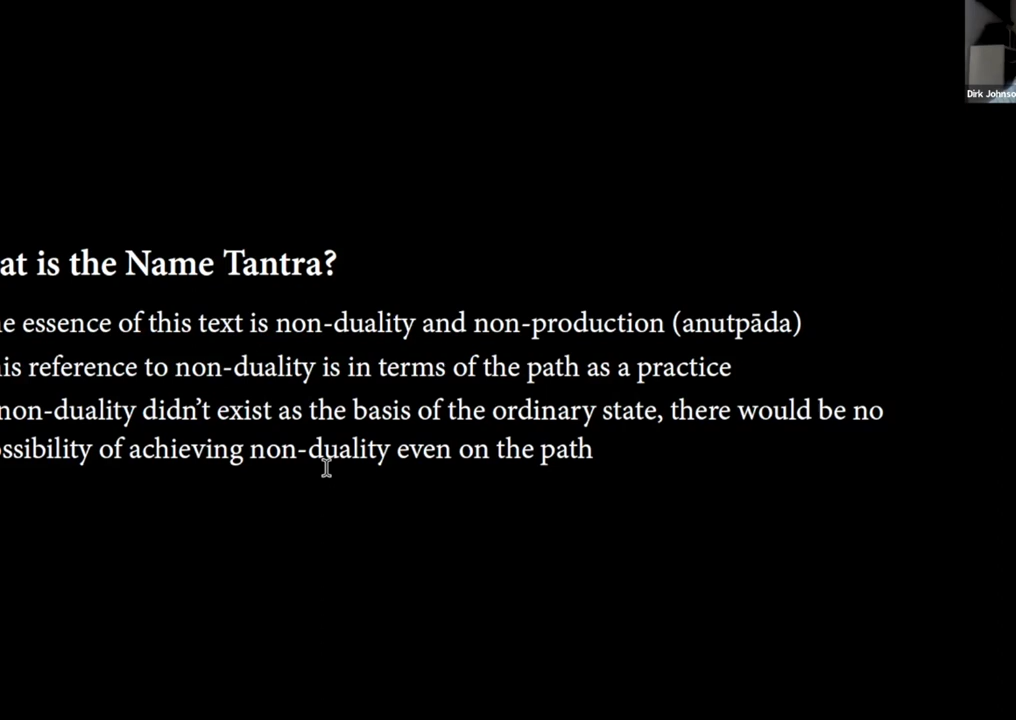 Dirk Johnso
at is the Name Tantra?
e essence of this text is non-duality and non-production (anutpāda)
is reference to non-duality is in terms of the path as a practice
non-duality didn't exist as the basis of the ordinary state, there would be no
ssibility of achieving non-duality even on the path